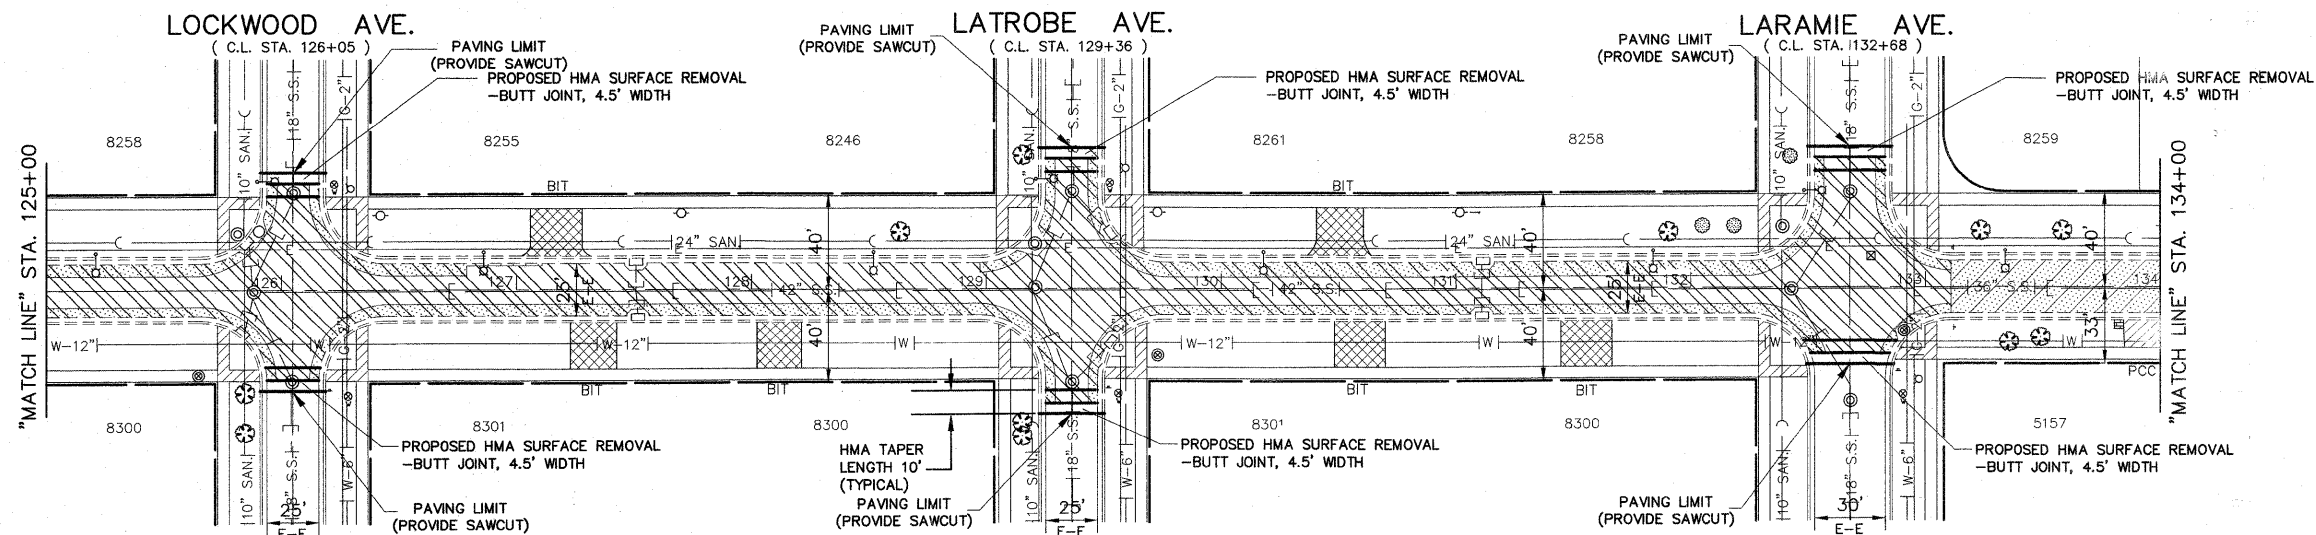 LOCKWOOD AVE.
( C.L. STA. 126+05 )
PAVING LIMIT
(PROVIDE SAWCUT)
PROPOSED HMA SURFACE REMOVAL
-BUTT JOINT, 4.5' WIDTH
PAVING LIMIT
(PROVIDE SAWCUT)
LATROBE AVE.
( C.L. STA. 129+36 )
PROPOSED HMA SURFACE REMOVAL
-BUTT JOINT, 4.5' WIDTH
PAVING LIMIT
(PROVIDE SAWCUT)
LARAMIE AVE.
( C.L. STA. 132+68 )
PROPOSED HMA SURFACE REMOVAL
-BUTT JOINT, 4.5' WIDTH
10" SAN.
18" S.S.
G-2"
10" SAN.
S.S.
G-2"
10" SAN.
18" S.S.
G-2"
8258
8255
8246
8261
8258
8259
"MATCH LINE" STA. 125+00
"MATCH LINE" STA. 134+00
BIT
BIT
24" SAN.
40'
24" SAN.
40'
40'
126
127
25'
E-E
128
42" S.S.
129
130
42" S.S.
131
25'
E-E
132
133
36" S.S.
134
W-12"
W
G-2"
W-12"
40'
W
G-2"
W-12"
40'
W
W-1
G-2"
W
33'
BIT
BIT
BIT
BIT
PCC
8300
8301
8300
8301
8300
5157
PROPOSED HMA SURFACE REMOVAL
-BUTT JOINT, 4.5' WIDTH
HMA TAPER
LENGTH 10'
(TYPICAL)
PROPOSED HMA SURFACE REMOVAL
-BUTT JOINT, 4.5' WIDTH
PROPOSED HMA SURFACE REMOVAL
-BUTT JOINT, 4.5' WIDTH
10" SAN.
18" S.S.
W-6"
10" SAN.
18" S.S.
W-6"
10" SAN.
18" S.S.
W-6"
PAVING LIMIT
(PROVIDE SAWCUT)
PAVING LIMIT
(PROVIDE SAWCUT)
PAVING LIMIT
(PROVIDE SAWCUT)
25'
E-E
25'
E-E
30'
E-E